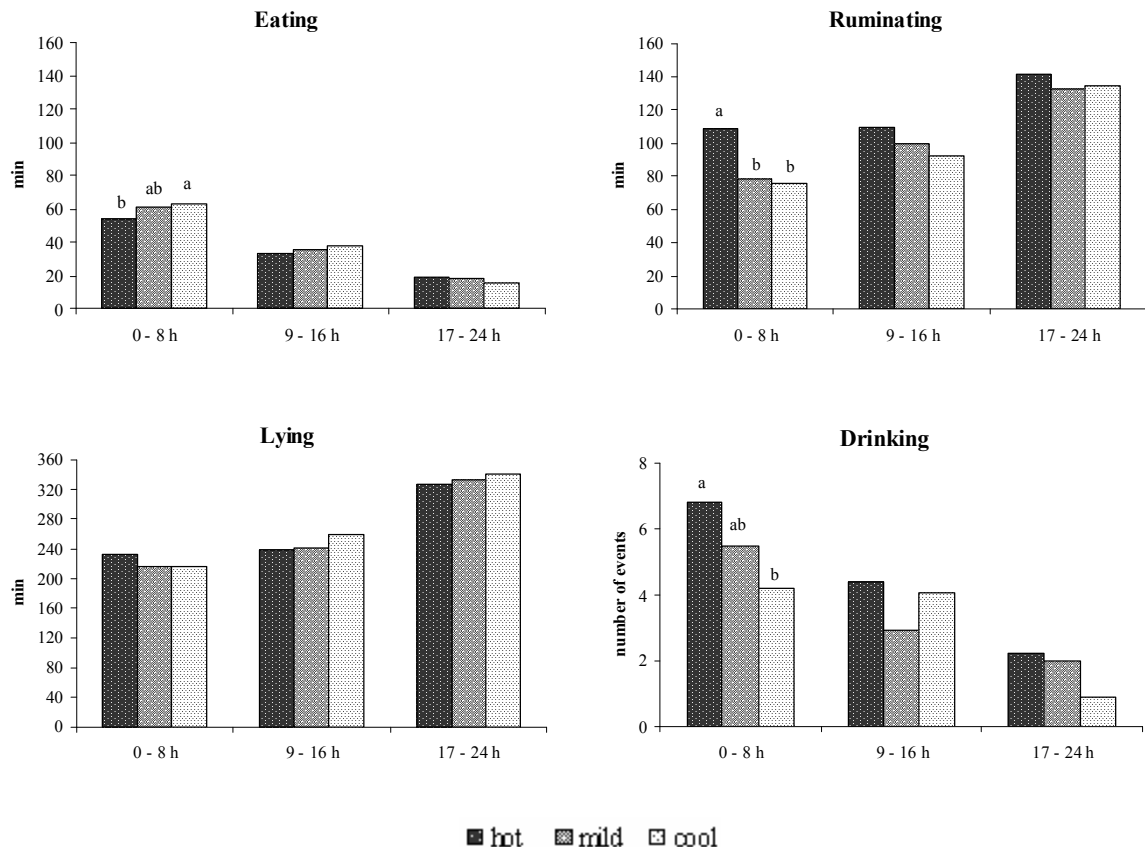 Eating
160
140
120
100
80
60
40
20
0
min
b
ab
a
0 - 8 h
9 - 16 h
17 - 24 h
Ruminating
160
140
120
100
80
60
40
20
0
min
a
b
b
0 - 8 h
9 - 16 h
17 - 24 h
Lying
360
320
280
240
200
160
120
80
40
0
min
0 - 8 h
9 - 16 h
17 - 24 h
Drinking
8
6
4
2
0
number of events
a
ab
b
0 - 8 h
9 - 16 h
17 - 24 h
hot mild cool